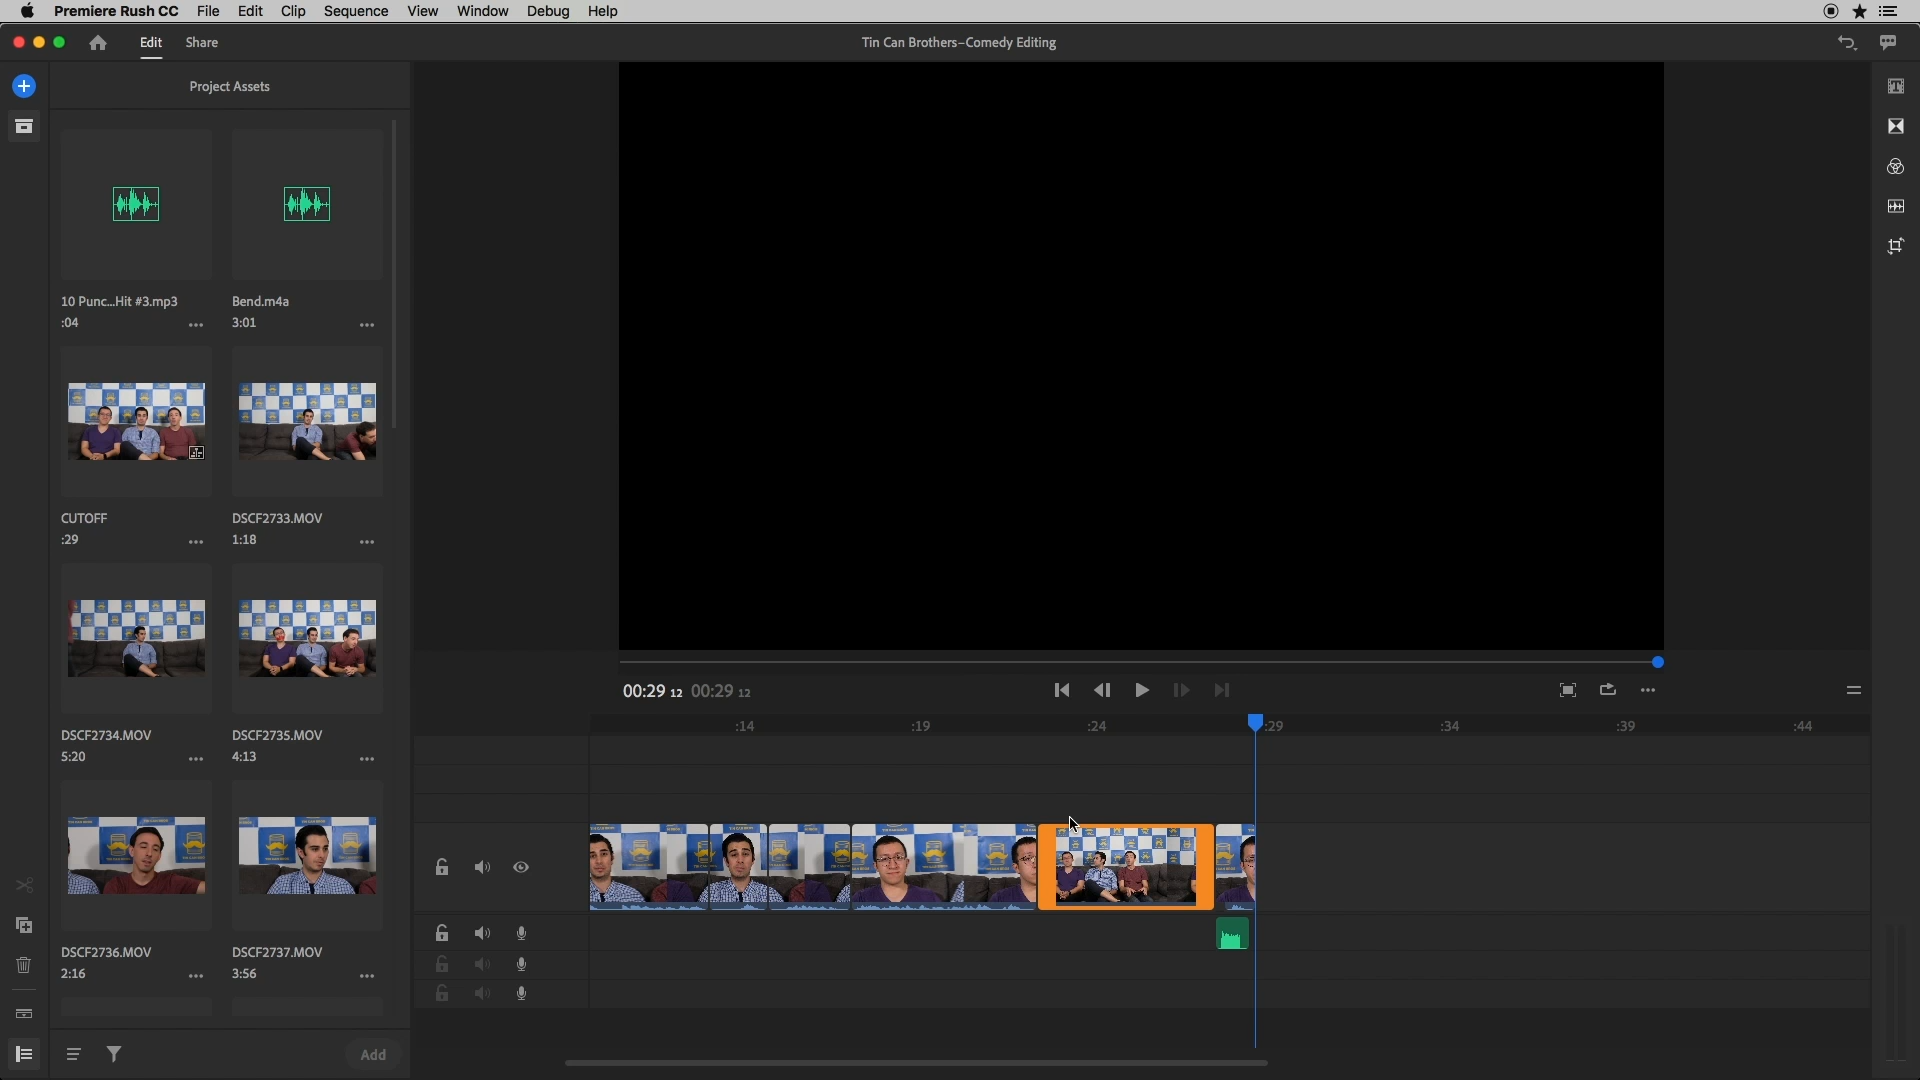 Premiere Rush CC File Edit Clip Sequence View Window Debug Help
Edit Share Tin Can Brothers–Comedy Editing
Project Assets
10 Punc...Hit #3.mp3 Bend.m4a
:04 3:01
CUTOFF DSCF2733.MOV
:29 1:18
DSCF2734.MOV DSCF2735.MOV
5:20 4:13
DSCF2736.MOV DSCF2737.MOV
2:16 3:56
Add
00:29 12 00:29 12
:14 :19 :24 :29 :34 :39 :44